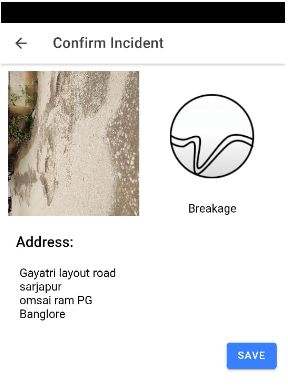 Confirm Incident
Breakage
Address:
Gayatri layout road
sarjapur
omsai ram PG
Banglore
SAVE